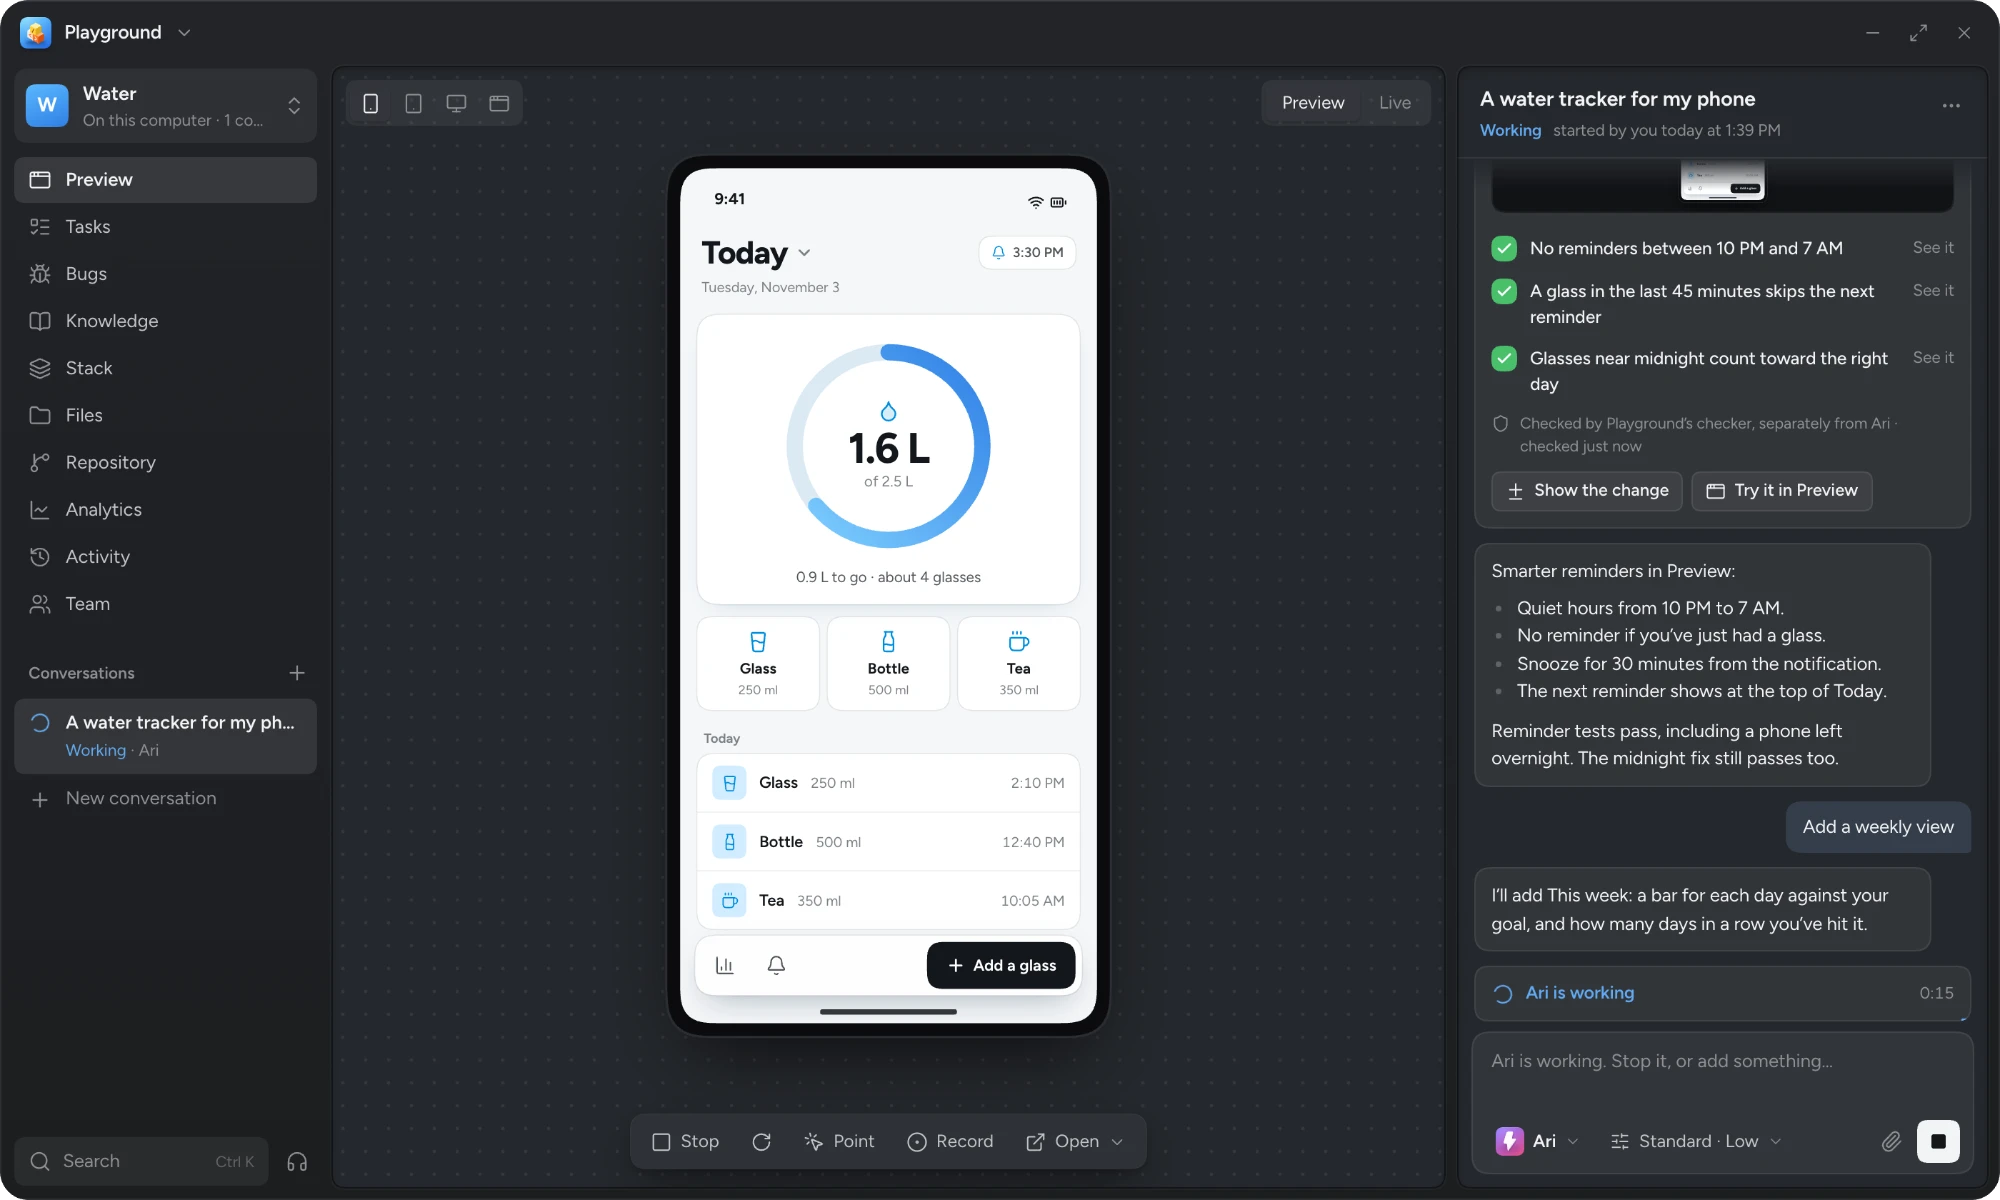 Playground
W
Water
On this computer · 1 co...
Preview
Tasks
Bugs
Knowledge
Stack
Files
Repository
Analytics
Activity
Team
Conversations
A water tracker for my ph...
Working · Ari
New conversation
Search
Ctrl K
Preview
Live
9:41
Today
3:30 PM
Tuesday, November 3
1.6 L
of 2.5 L
0.9 L to go · about 4 glasses
Glass
250 ml
Bottle
500 ml
Tea
350 ml
Today
Glass 250 ml 2:10 PM
Bottle 500 ml 12:40 PM
Tea 350 ml 10:05 AM
Add a glass
Stop
Point
Record
Open
A water tracker for my phone
Working started by you today at 1:39 PM
No reminders between 10 PM and 7 AM
See it
A glass in the last 45 minutes skips the next
reminder
See it
Glasses near midnight count toward the right
day
See it
Checked by Playground’s checker, separately from Ari ·
checked just now
Show the change
Try it in Preview
Smarter reminders in Preview:
Quiet hours from 10 PM to 7 AM.
No reminder if you’ve just had a glass.
Snooze for 30 minutes from the notification.
The next reminder shows at the top of Today.
Reminder tests pass, including a phone left
overnight. The midnight fix still passes too.
Add a weekly view
I’ll add This week: a bar for each day against your
goal, and how many days in a row you’ve hit it.
Ari is working
0:15
Ari is working. Stop it, or add something...
Ari
Standard · Low